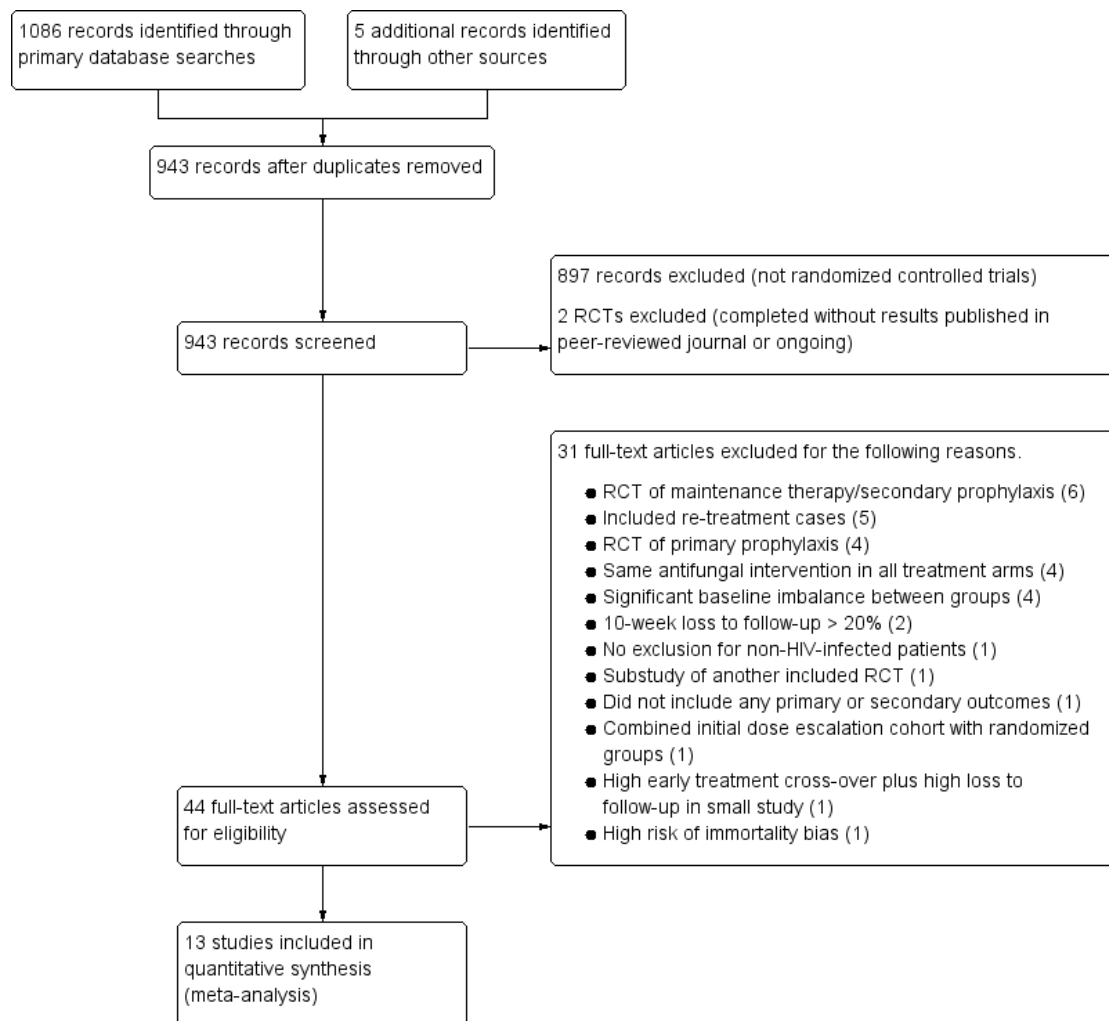 1086 records identified through
primary database searches
5 additional records identified
through other sources
943 records after duplicates removed
897 records excluded (not randomized controlled trials)
2 RCTs excluded (completed without results published in
peer-reviewed journal or ongoing)
943 records screened
31 full-text articles excluded for the following reasons.
● RCT of maintenance therapy/secondary prophylaxis (6)
● Included re-treatment cases (5)
● RCT of primary prophylaxis (4)
● Same antifungal intervention in all treatment arms (4)
● Significant baseline imbalance between groups (4)
● 10-week loss to follow-up > 20% (2)
● No exclusion for non-HIV-infected patients (1)
● Substudy of another included RCT (1)
● Did not include any primary or secondary outcomes (1)
● Combined initial dose escalation cohort with randomized
groups (1)
● High early treatment cross-over plus high loss to
follow-up in small study (1)
● High risk of immortality bias (1)
44 full-text articles assessed
for eligibility
13 studies included in
quantitative synthesis
(meta-analysis)